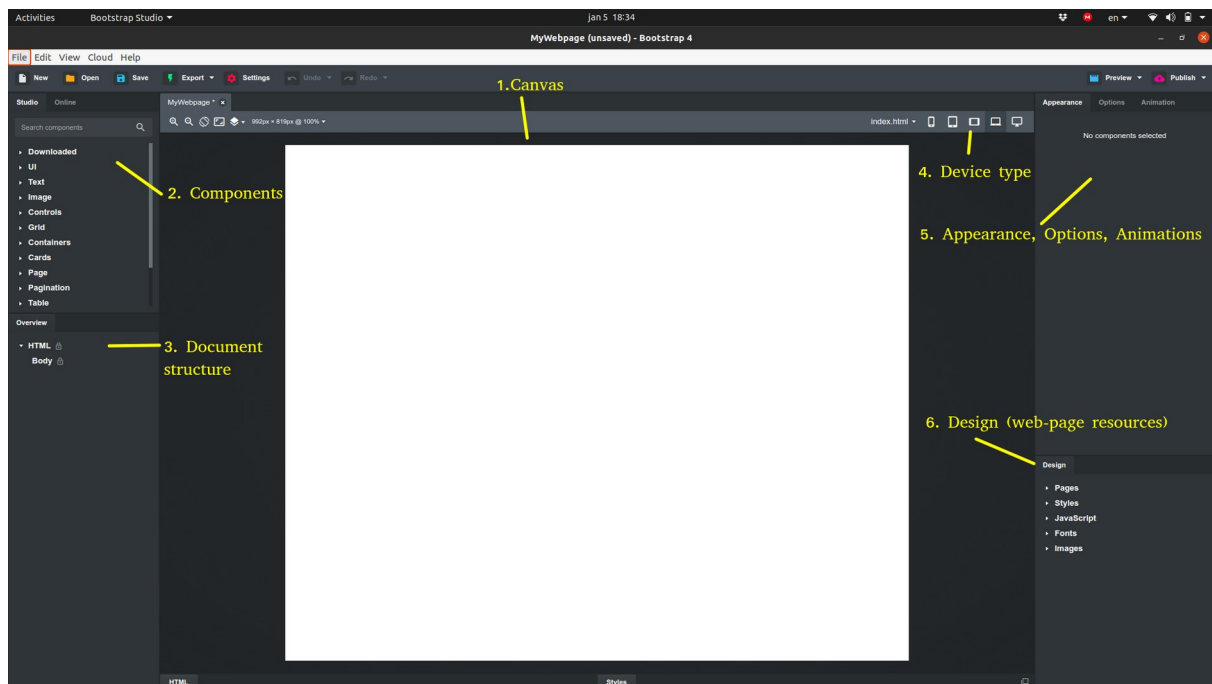 Activities Bootstrap Studio jan 5 18:34 en
MyWebpage (unsaved) - Bootstrap 4
File Edit View Cloud Help
New Open Save Export Settings Undo Redo Preview Publish
1.Canvas
Studio Online
MyWebpage * x
Appearance Options Animation
Search components
992px × 819px @ 100%
index.html
No components selected
Downloaded
UI
Text
Image
Controls
Grid
Containers
Cards
Page
Pagination
Table
2. Components
4. Device type
5. Appearance, Options, Animations
Overview
HTML
Body
3. Document
structure
6. Design (web-page resources)
Design
Pages
Styles
JavaScript
Fonts
Images
HTML Styles